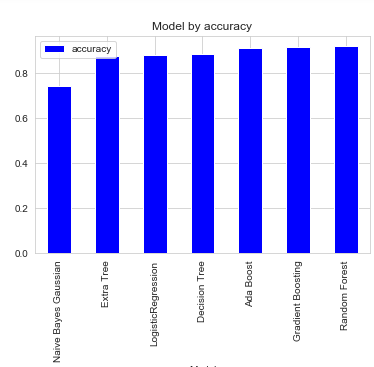 Model by accuracy
accuracy
0.8
0.6
0.4
0.2
0.0
Naive Bayes Gaussian
Extra Tree
LogisticRegression
Decision Tree
Ada Boost
Gradient Boosting
Random Forest